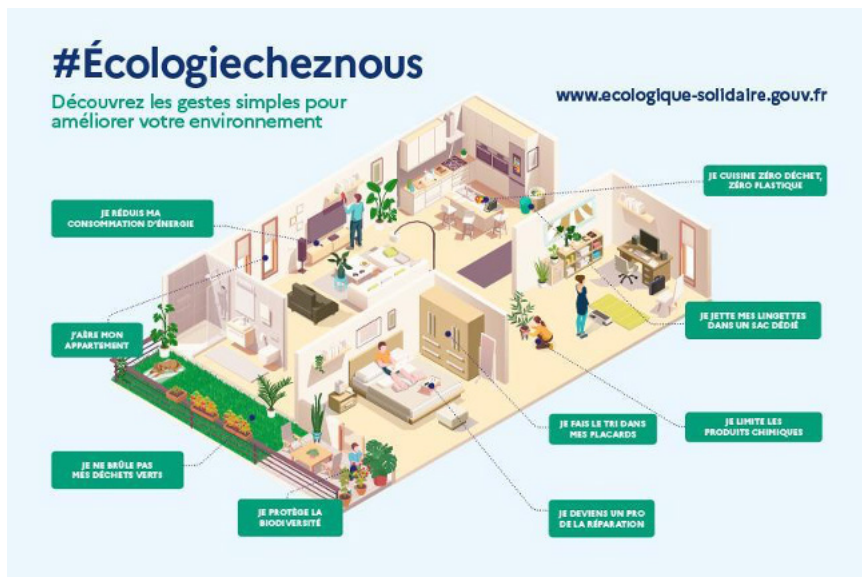 #Écologiecheznous
Découvrez les gestes simples pour
améliorer votre environnement
www.ecologique-solidaire.gouv.fr
JE CUISINE ZÉRO DÉCHET,
ZÉRO PLASTIQUE
JE RÉDUIS MA
CONSOMMATION D'ÉNERGIE
J'AÈRE MON
APPARTEMENT
JE JETTE MES LINGETTES
DANS UN SAC DÉDIÉ
JE FAIS LE TRI DANS
MES PLACARDS
JE LIMITE LES
PRODUITS CHIMIQUES
JE NE BRÛLE PAS
MES DÉCHETS VERTS
JE PROTÈGE LA
BIODIVERSITÉ
JE DEVIENS UN PRO
DE LA RÉPARATION